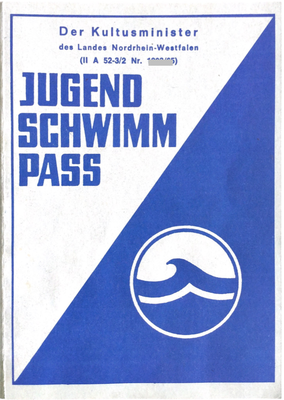 Der Kultusminister
des Landes Nordrhein-Westfalen
(II A 52-3/2 Nr.
JUGEND
SCHWIMM
PASS